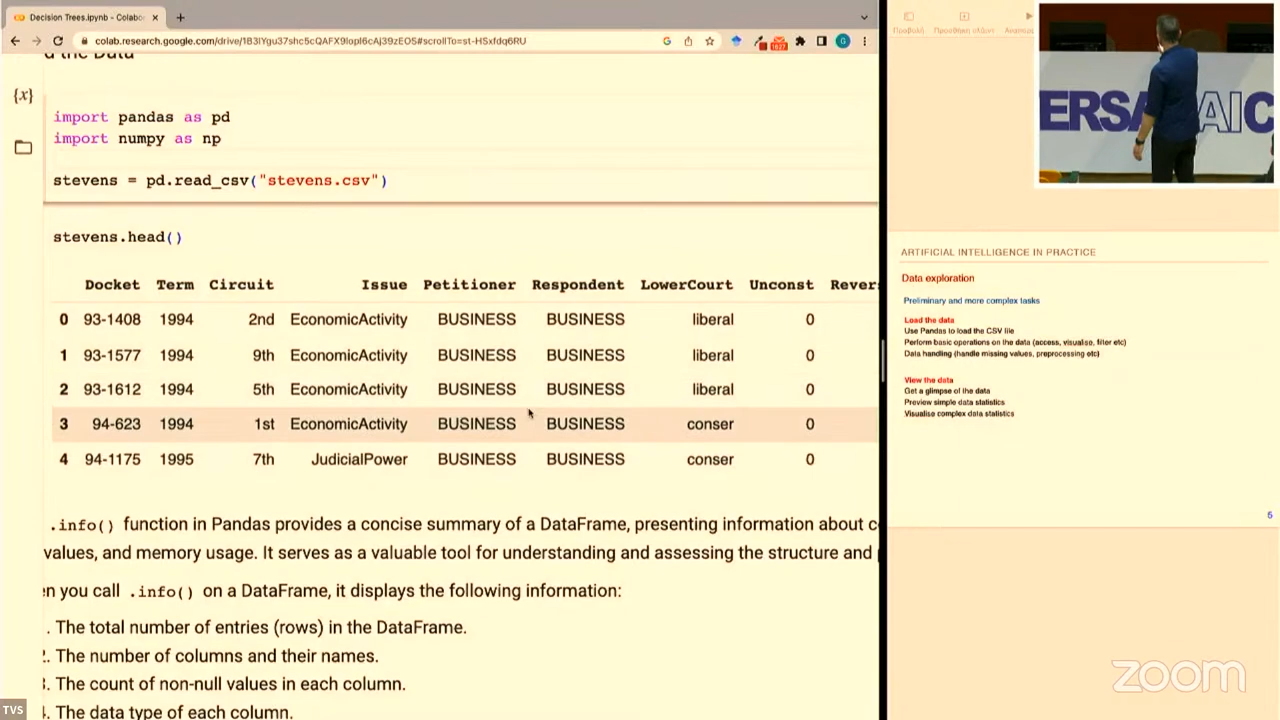 Decision Trees.ipynb - Colabo
colab.research.google.com/drive/1B3IYgu37shc5cQAFX9lopI6cAj39zEO5#scrollTo=st-HSxfdq6RU
d the Data
{x}
import pandas as pd
import numpy as np
stevens = pd.read_csv("stevens.csv")
stevens.head()
Docket Term Circuit Issue Petitioner Respondent LowerCourt Unconst Revers
0 93-1408 1994 2nd EconomicActivity BUSINESS BUSINESS liberal 0
1 93-1577 1994 9th EconomicActivity BUSINESS BUSINESS liberal 0
2 93-1612 1994 5th EconomicActivity BUSINESS BUSINESS liberal 0
3 94-623 1994 1st EconomicActivity BUSINESS BUSINESS conser 0
4 94-1175 1995 7th JudicialPower BUSINESS BUSINESS conser 0
.info() function in Pandas provides a concise summary of a DataFrame, presenting information about c
values, and memory usage. It serves as a valuable tool for understanding and assessing the structure and
en you call .info() on a DataFrame, it displays the following information:
. The total number of entries (rows) in the DataFrame.
2. The number of columns and their names.
3. The count of non-null values in each column.
4. The data type of each column.
TVS
Προβολή Προσθήκη σλάιντ
ERSA AIC
ARTIFICIAL INTELLIGENCE IN PRACTICE
Data exploration
Preliminary and more complex tasks
Load the data
Use Pandas to load the CSV file
Perform basic operations on the data (access, visualise, filter etc)
Data handling (handle missing values, preprocessing etc)
View the data
Get a glimpse of the data
Preview simple data statistics
Visualise complex data statistics
6
zoom